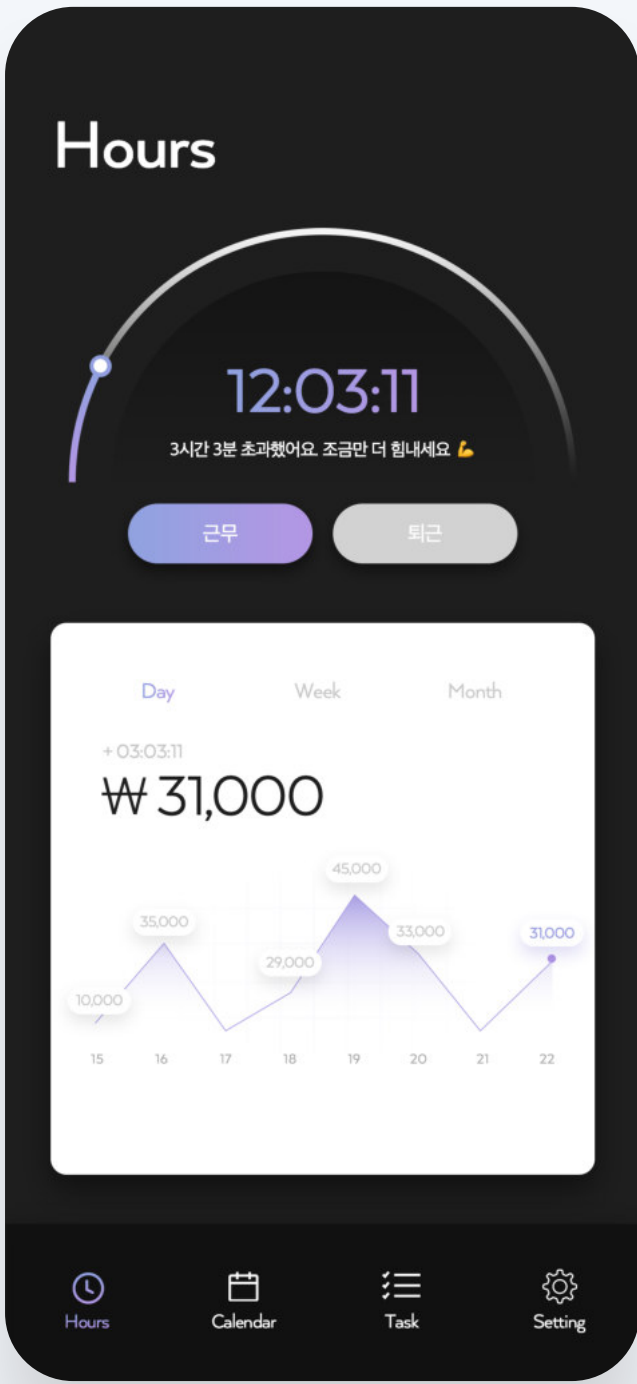 Hours
12:03:11
3시간 3분 초과했어요. 조금만 더 힘내세요 💪
근무 퇴근
Day Week Month
+ 03:03:11
₩ 31,000
45,000
35,000
33,000
31,000
29,000
10,000
15 16 17 18 19 20 21 22
Hours Calendar Task Setting